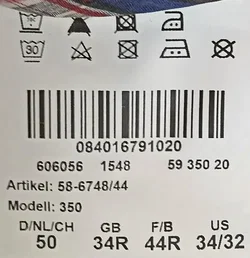 30
084016791020
606056 1548 59 350 20
Artikel: 58-6748/44
Modell: 350
D/NL/CH GB F/B US
50 34R 44R 34/32